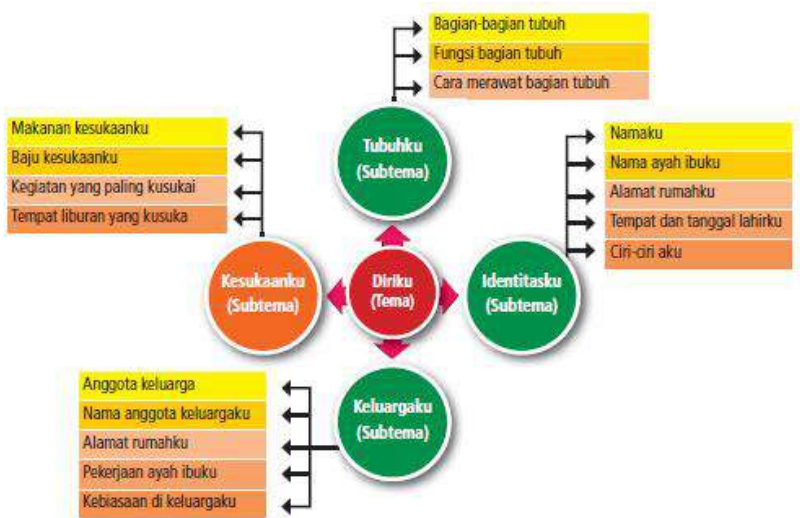 Bagian-bagian tubuh
Fungsi bagian tubuh
Cara merawat bagian tubuh
Makanan kesukaanku
Baju kesukaanku
Kegiatan yang paling kusukai
Tempat liburan yang kusuka
Tubuhku
(Subtema)
Namaku
Nama ayah ibuku
Alamat rumahku
Tempat dan tanggal lahirku
Ciri-ciri aku
Kesukaanku
(Subtema)
Diriku
(Tema)
Identitasku
(Subtema)
Anggota keluarga
Nama anggota keluargaku
Alamat rumahku
Pekerjaan ayah ibuku
Kebiasaan di keluargaku
Keluargaku
(Subtema)